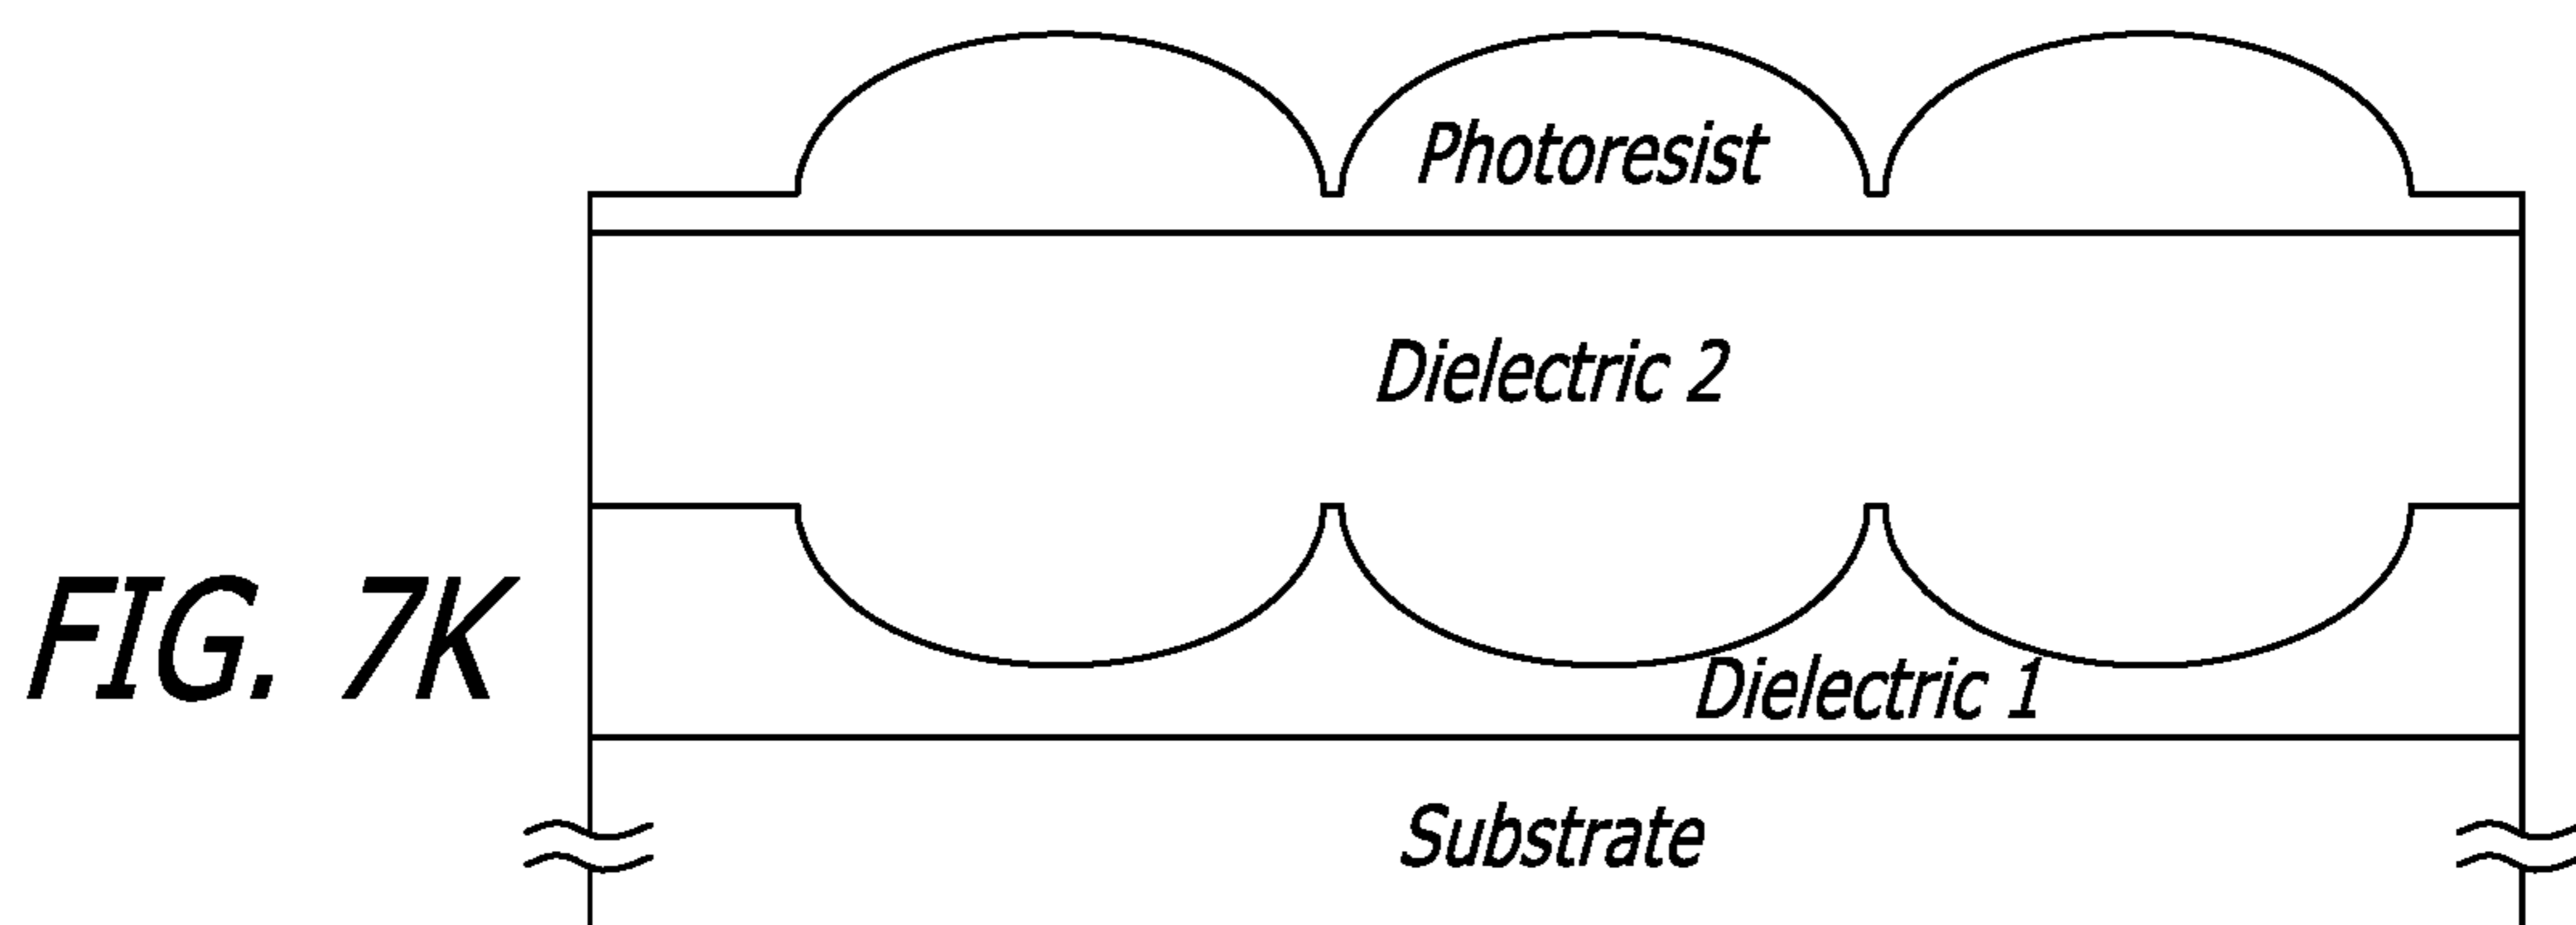 Photoresist
Dielectric 2
FIG. 7K
Dielectric 1
Substrate